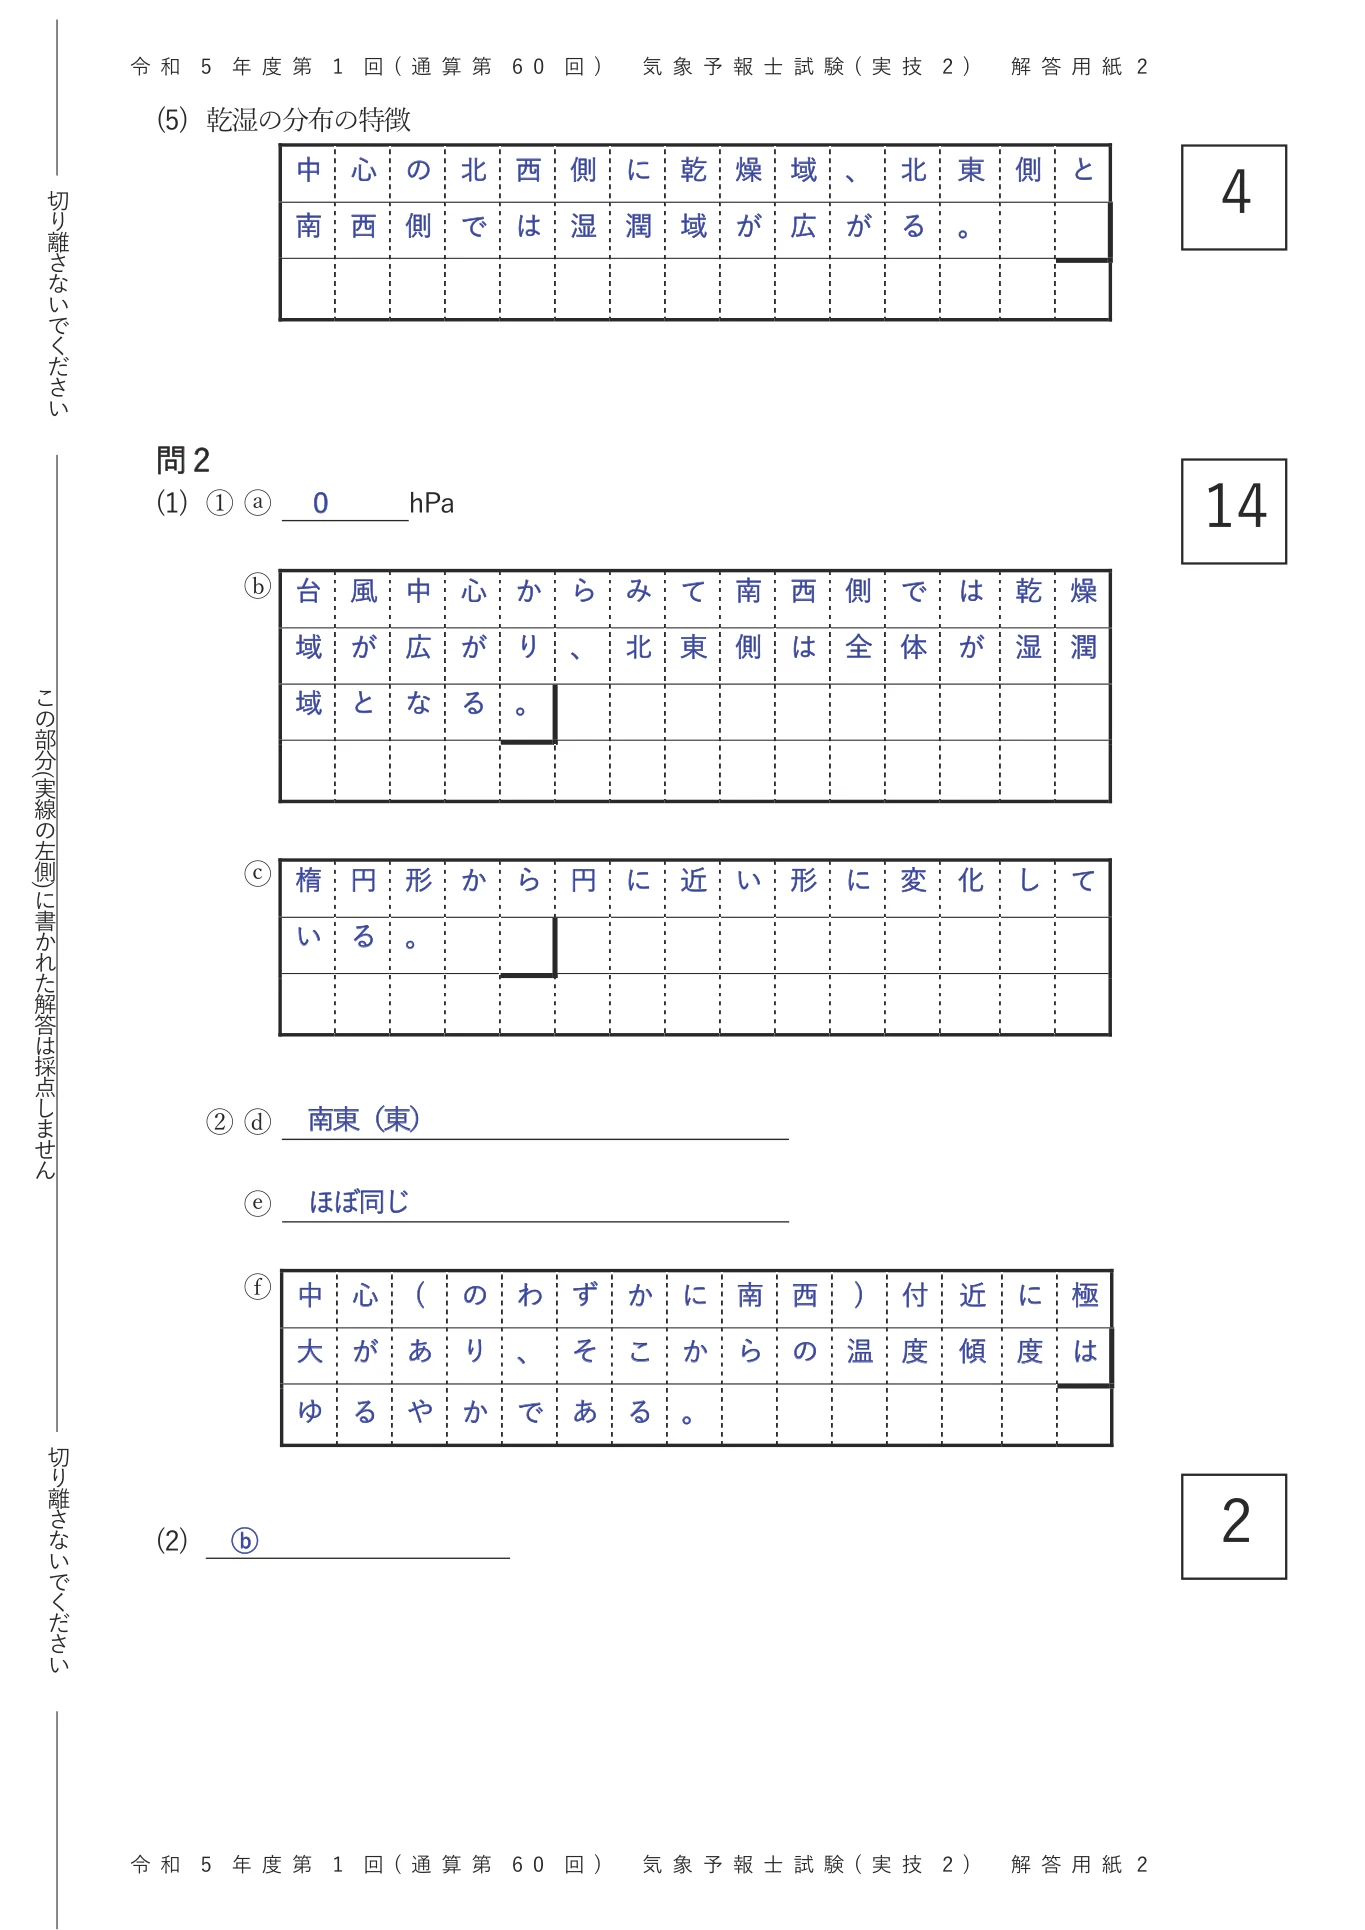 令和 5 年度第 1 回(通算第 60 回) 気象予報士試験(実技 2) 解答用紙 2
(5) 乾湿の分布の特徴
中心の北西側に乾燥域、北東側と
南西側では湿潤域が広がる。
4
問2
(1) ① ⓐ 0 hPa
14
ⓑ 台風中心からみて南西側では乾燥
域が広がり、北東側は全体が湿潤
域となる。
ⓒ 楕円形から円に近い形に変化して
いる。
② ⓓ 南東（東）
ⓔ ほぼ同じ
ⓕ 中心(のわずかに南西)付近に極
大があり、そこからの温度傾度は
ゆるやかである。
(2) ⓑ
2
切り離さないでください
この部分(実線の左側)に書かれた解答は採点しません
切り離さないでください
令和 5 年度第 1 回(通算第 60 回) 気象予報士試験(実技 2) 解答用紙 2